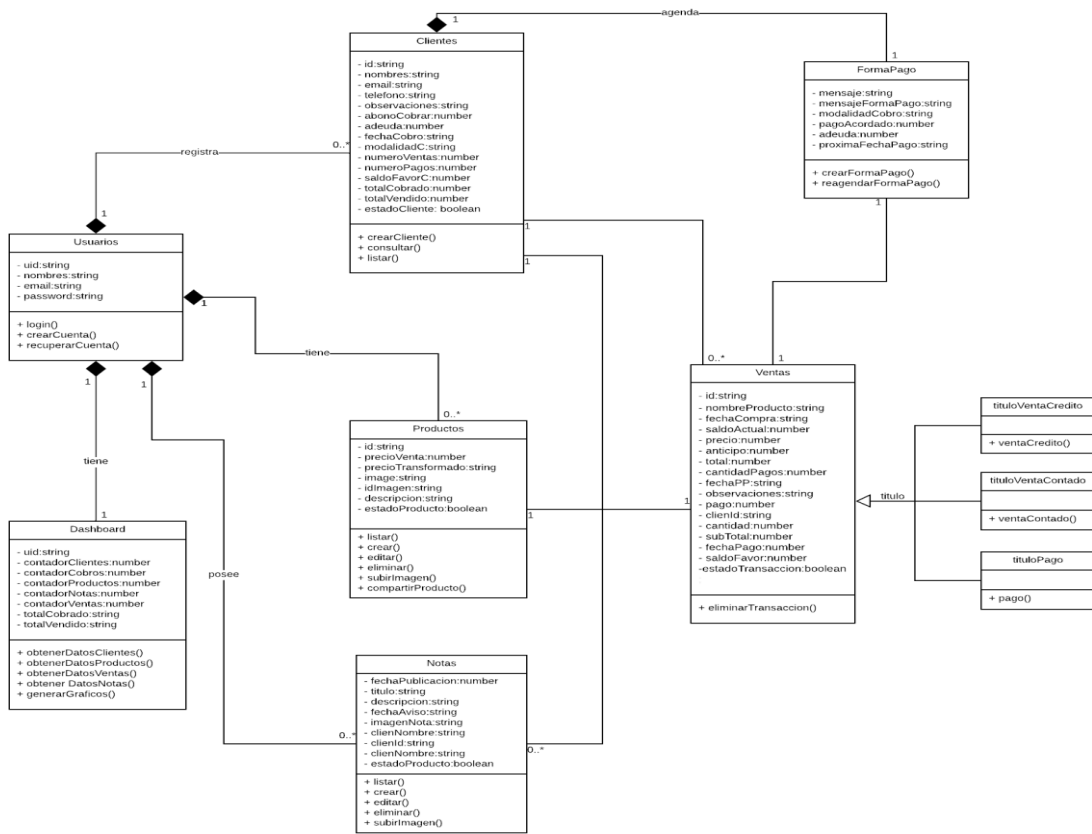 1
agenda
1
Clientes
- id:string
- nombres:string
- email:string
- telefono:string
- observaciones:string
- abonoCobrar:number
- adeuda:number
- fechaCobro:string
- modalidadC:string
- numeroVentas:number
- numeroPagos:number
- saldoFavorC:number
- totalCobrado:number
- totalVendido:number
- estadoCliente: boolean
+ crearCliente()
+ consultar()
+ listar()
FormaPago
- mensaje:string
- mensajeFormaPago:string
- modalidadCobro:string
- pagoAcordado:number
- adeuda:number
- proximaFechaPago:string
+ crearFormaPago()
+ reagendarFormaPago()
1
registra
0..*
1
1
1
Usuarios
- uid:string
- nombres:string
- email:string
- password:string
+ login()
+ crearCuenta()
+ recuperarCuenta()
1
tiene
0..*
1
1
tiene
1
posee
0..*
0..*
0..*
1
Productos
- id:string
- precioVenta:number
- precioTransformado:string
- image:string
- idImagen:string
- descripcion:string
- estadoProducto:boolean
+ listar()
+ crear()
+ editar()
+ eliminar()
+ subirImagen()
+ compartirProducto()
1
1
Ventas
- id:string
- nombreProducto:string
- fechaCompra:string
- saldoActual:number
- precio:number
- anticipo:number
- total:number
- cantidadPagos:number
- fechaPP:string
- observaciones:string
- pago:number
- clienId:string
- cantidad:number
- subTotal:number
- fechaPago:number
- saldoFavor:number
-estadoTransaccion:boolean
+ eliminarTransaccion()
titulo
tituloVentaCredito
+ ventaCredito()
tituloVentaContado
+ ventaContado()
tituloPago
+ pago()
Dashboard
- uid:string
- contadorClientes:number
- contadorCobros:number
- contadorProductos:number
- contadorNotas:number
- contadorVentas:number
- totalCobrado:string
- totalVendido:string
+ obtenerDatosClientes()
+ obtenerDatosProductos()
+ obtenerDatosVentas()
+ obtener DatosNotas()
+ generarGraficos()
Notas
- fechaPublicacion:number
- titulo:string
- descripcion:string
- fechaAviso:string
- imagenNota:string
- clienNombre:string
- clienId:string
- clienNombre:string
- estadoProducto:boolean
+ listar()
+ crear()
+ editar()
+ eliminar()
+ subirImagen()